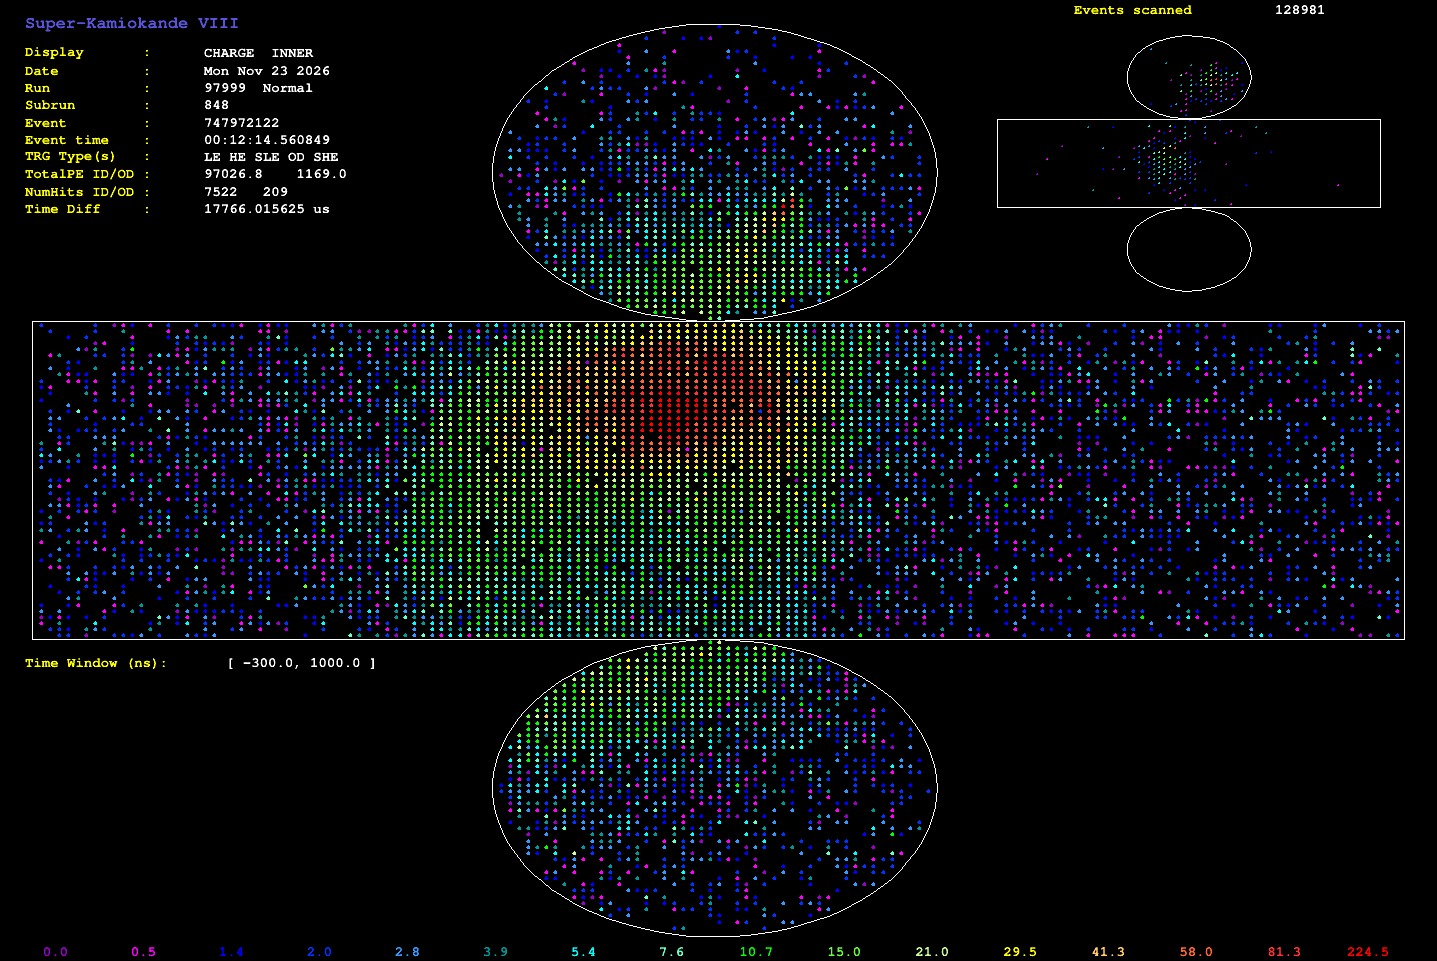 Super-Kamiokande VIII
Events scanned 128981
Display : CHARGE INNER
Date : Mon Nov 23 2026
Run : 97999 Normal
Subrun : 848
Event : 747972122
Event time : 00:12:14.560849
TRG Type(s) : LE HE SLE OD SHE
TotalPE ID/OD : 97026.8 1169.0
NumHits ID/OD : 7522 209
Time Diff : 17766.015625 us
Time Window (ns): [ -300.0, 1000.0 ]
0.0 0.5 1.4 2.0 2.8 3.9 5.4 7.6 10.7 15.0 21.0 29.5 41.3 58.0 81.3 224.5